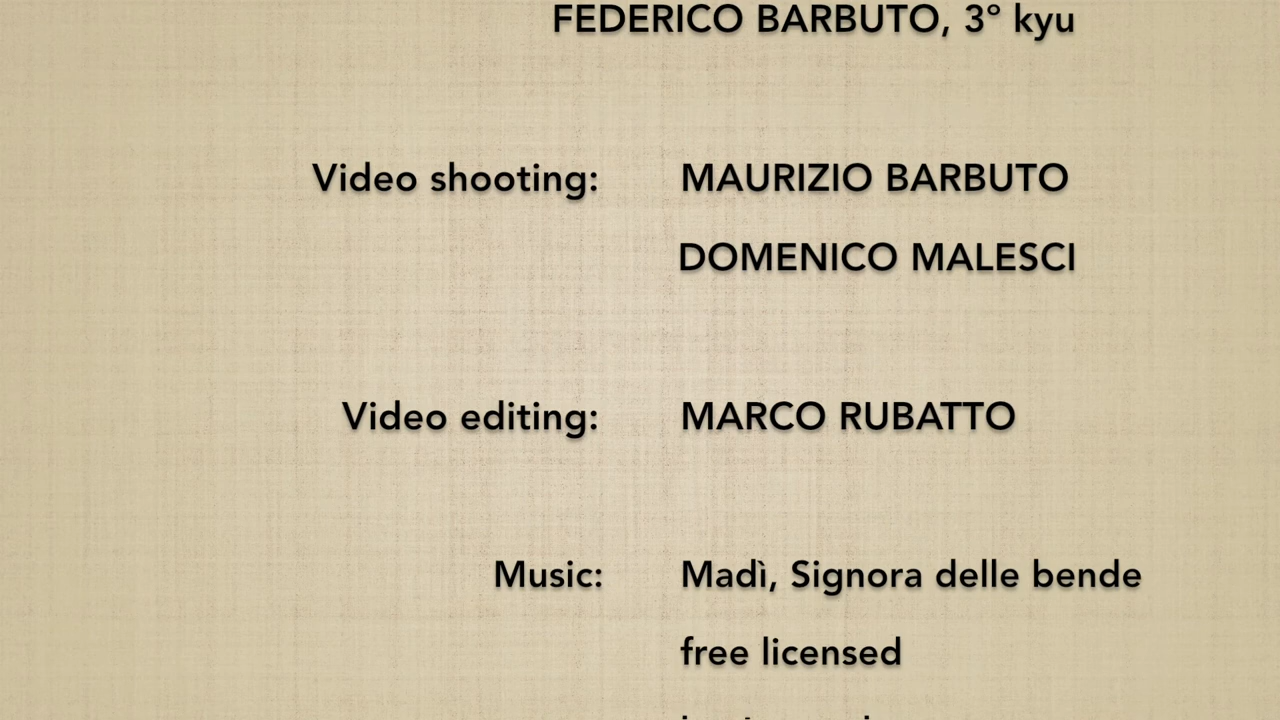 FEDERICO BARBUTO, 3° kyu
Video shooting: MAURIZIO BARBUTO
DOMENICO MALESCI
Video editing: MARCO RUBATTO
Music: Madì, Signora delle bende
free licensed